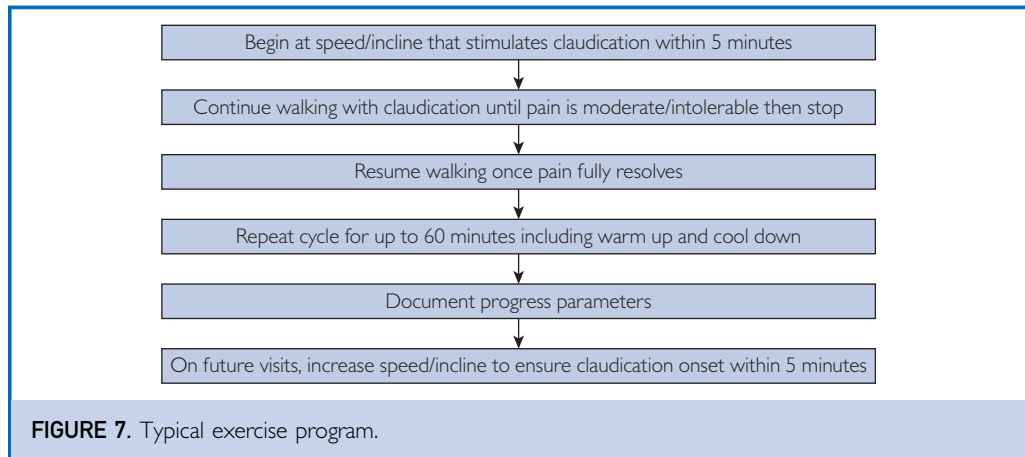 Begin at speed/incline that stimulates claudication within 5 minutes
Continue walking with claudication until pain is moderate/intolerable then stop
Resume walking once pain fully resolves
Repeat cycle for up to 60 minutes including warm up and cool down
Document progress parameters
On future visits, increase speed/incline to ensure claudication onset within 5 minutes
FIGURE 7. Typical exercise program.